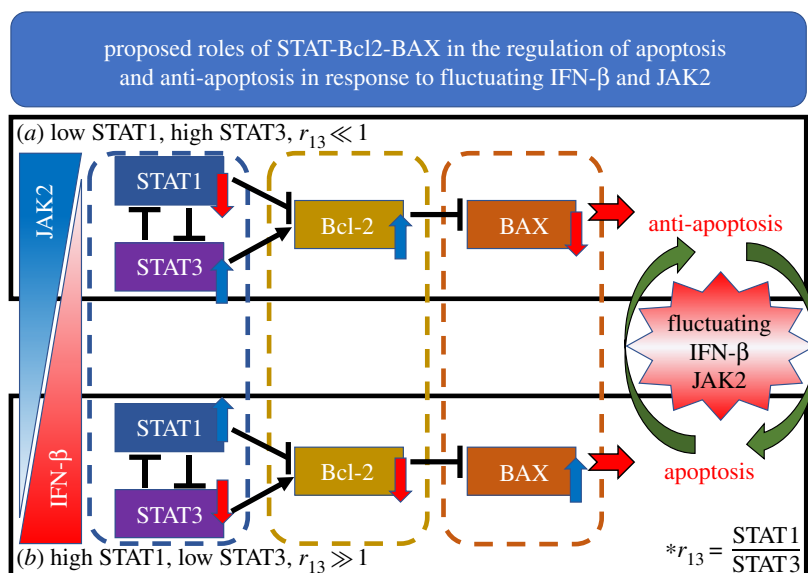 proposed roles of STAT-Bcl2-BAX in the regulation of apoptosis
and anti-apoptosis in response to fluctuating IFN-β and JAK2
(a) low STAT1, high STAT3, r13 ≪ 1
JAK2
IFN-β
STAT1
STAT3
Bcl-2
BAX
anti-apoptosis
fluctuating
IFN-β
JAK2
STAT1
STAT3
Bcl-2
BAX
apoptosis
(b) high STAT1, low STAT3, r13 ≫ 1
*r13 = STAT1
STAT3